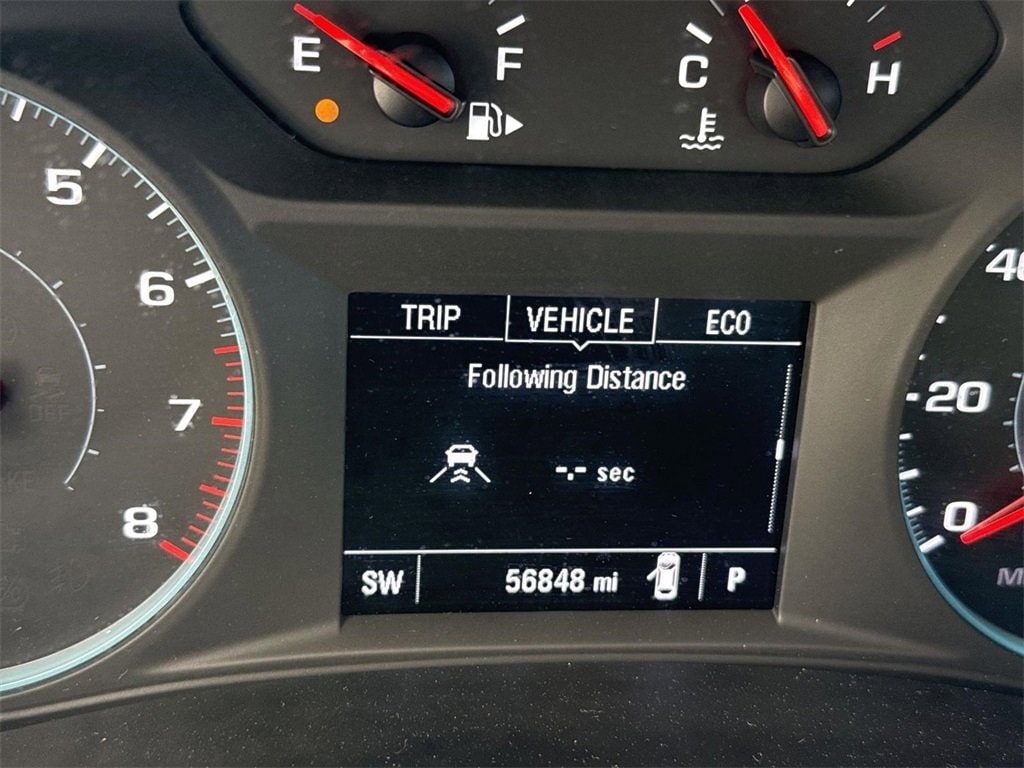 E F
C H
5
6
7
8
TRIP VEHICLE ECO
Following Distance
-.- sec
SW 56848 mi P
40
20
0
M